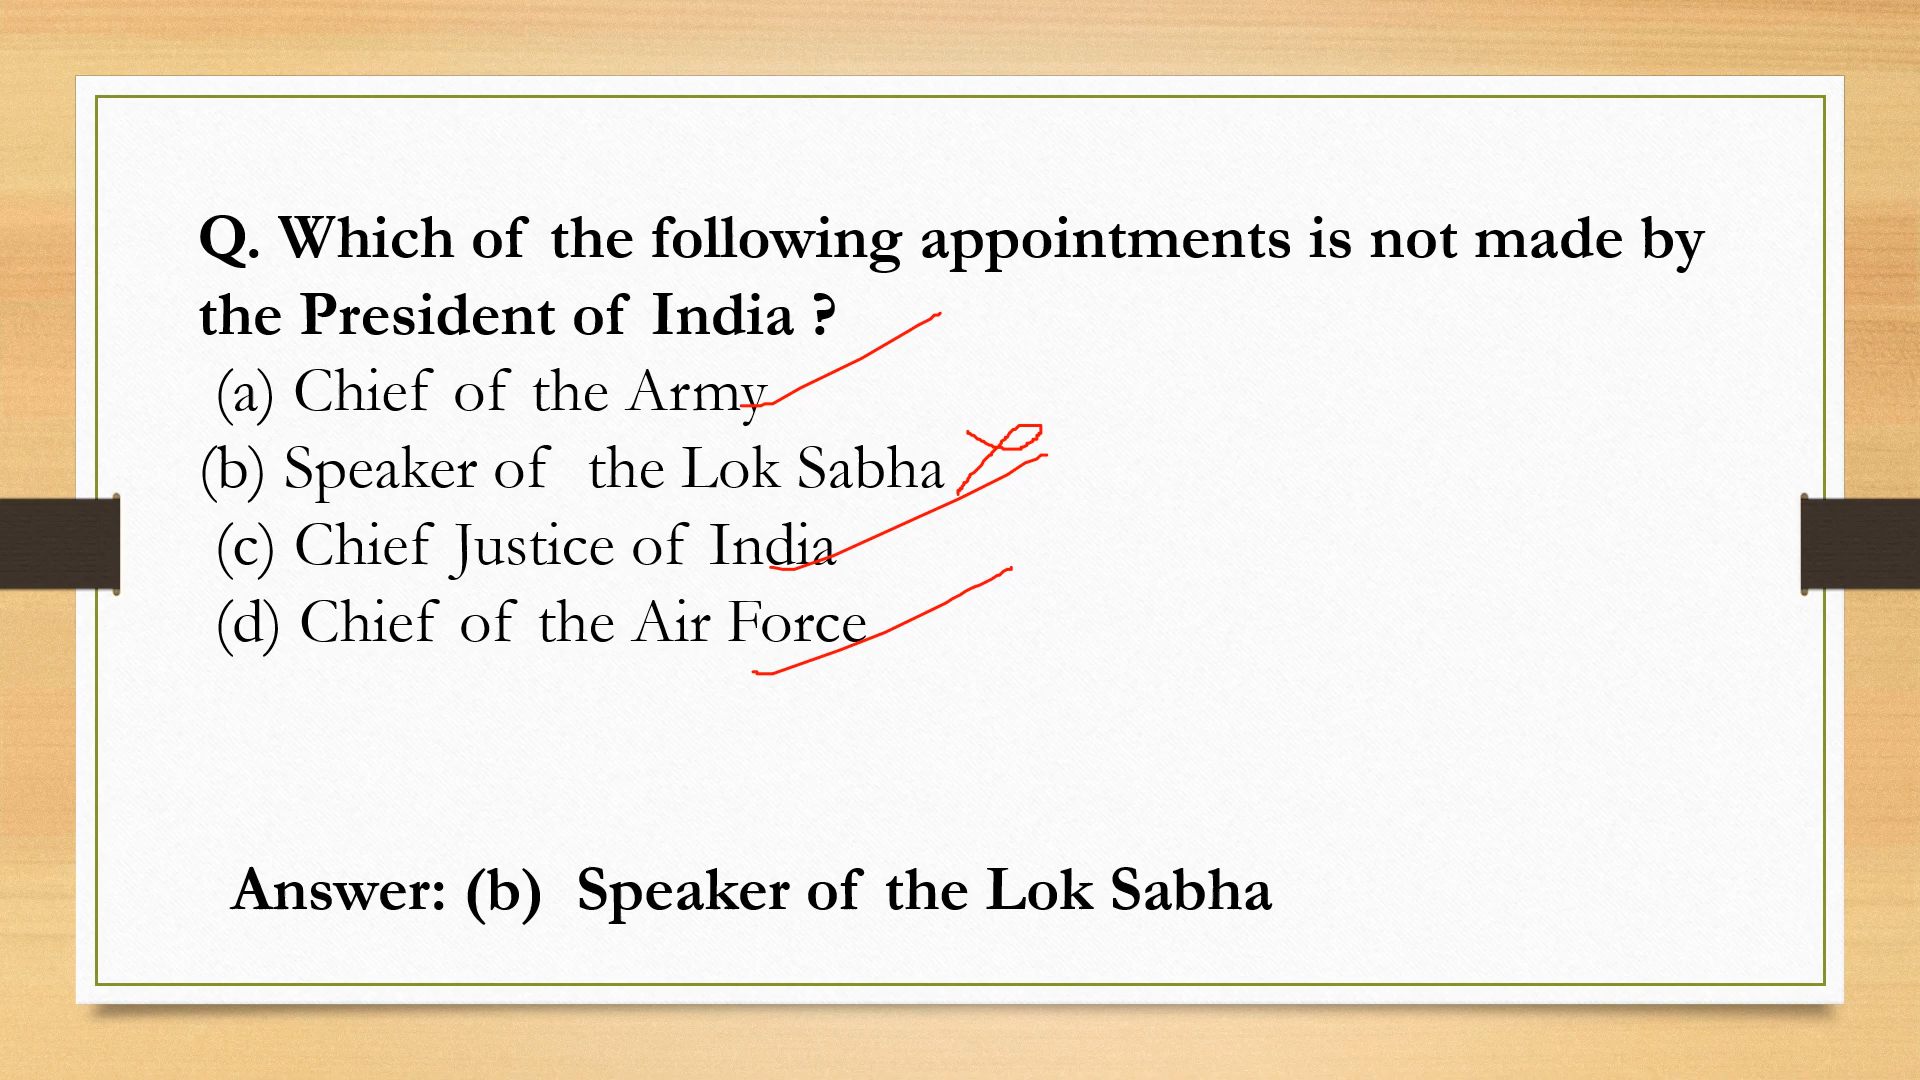 Q. Which of the following appointments is not made by
the President of India ?
(a) Chief of the Army
(b) Speaker of the Lok Sabha
(c) Chief Justice of India
(d) Chief of the Air Force
Answer: (b) Speaker of the Lok Sabha